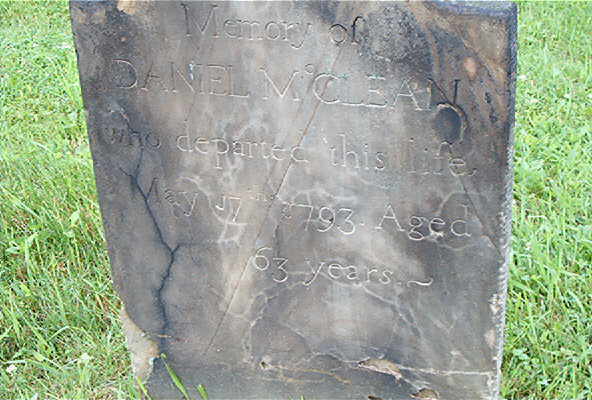 Memory of
DANIEL McCLEAN
who departed this life,
May 17th 1793. Aged
63 years.~